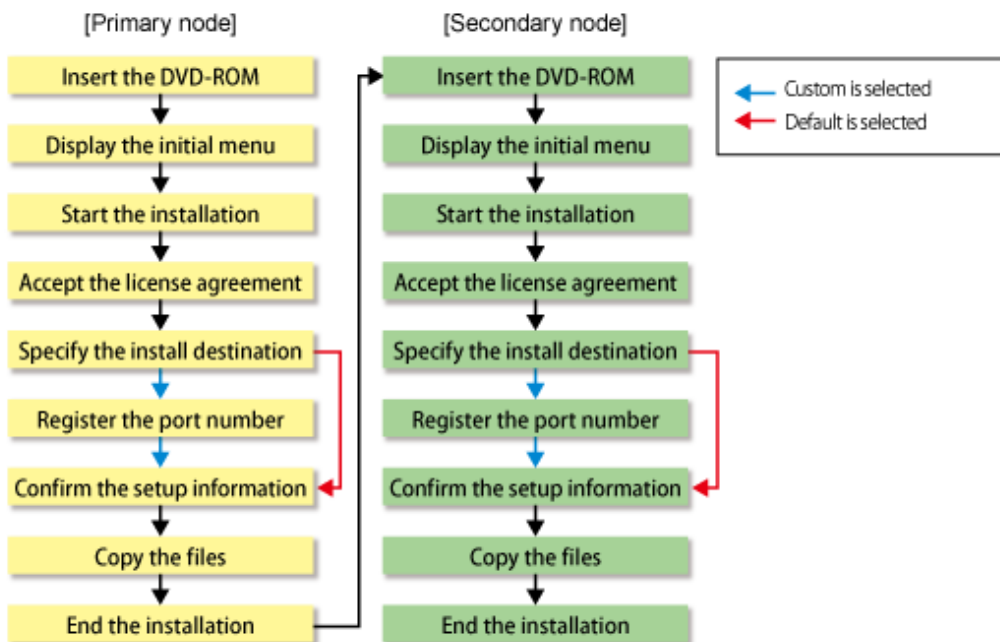 [Primary node]
Insert the DVD-ROM
Display the initial menu
Start the installation
Accept the license agreement
Specify the install destination
Register the port number
Confirm the setup information
Copy the files
End the installation
[Secondary node]
Insert the DVD-ROM
Display the initial menu
Start the installation
Accept the license agreement
Specify the install destination
Register the port number
Confirm the setup information
Copy the files
End the installation
Custom is selected
Default is selected